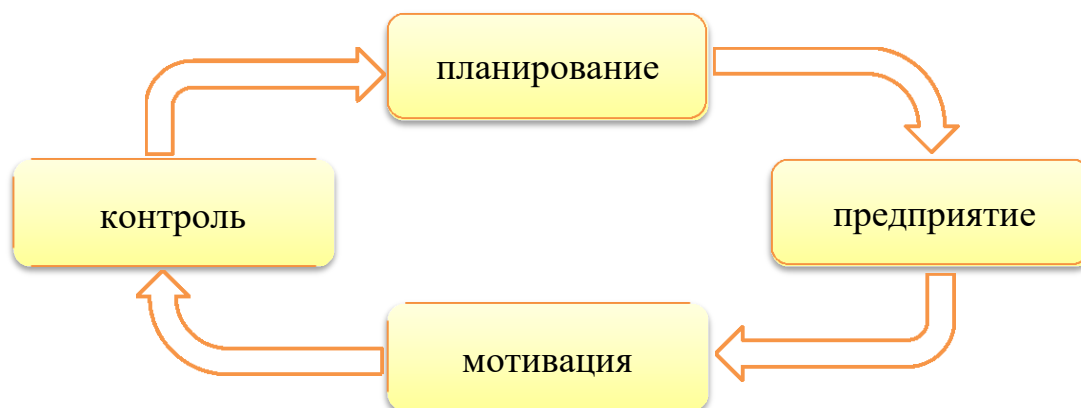 планирование
контроль
предприятие
мотивация